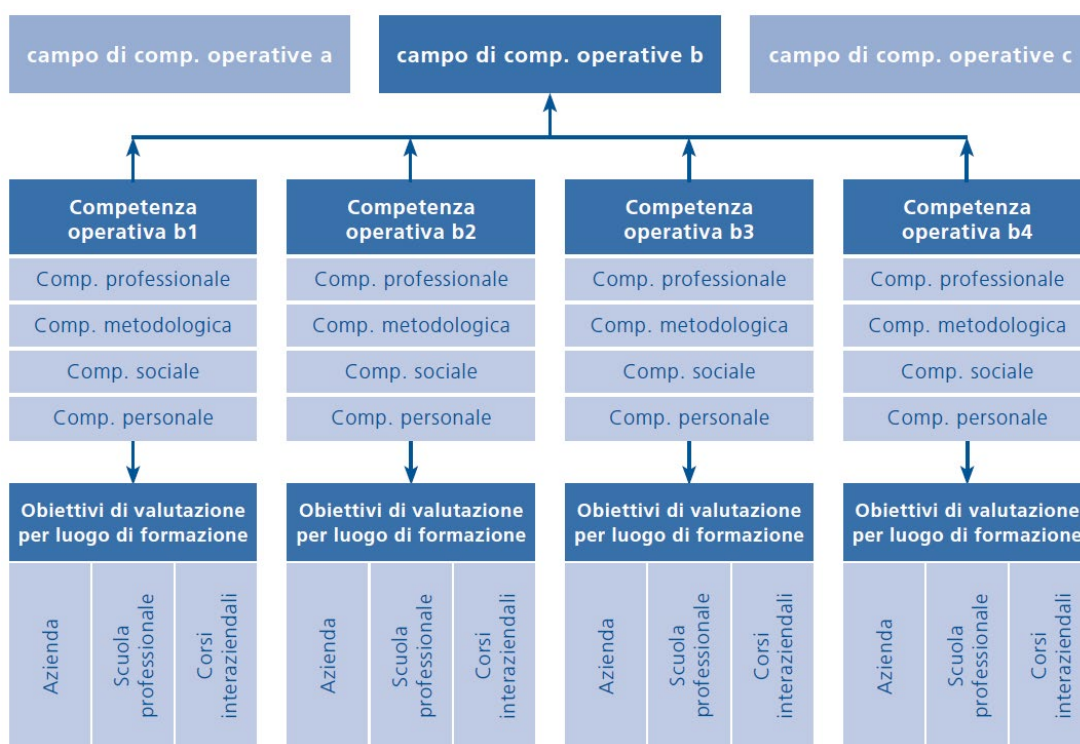 campo di comp. operative a
campo di comp. operative b
campo di comp. operative c
Competenza
operativa b1
Comp. professionale
Comp. metodologica
Comp. sociale
Comp. personale
Obiettivi di valutazione
per luogo di formazione
Azienda
Scuola
professionale
Corsi
interaziendali
Competenza
operativa b2
Comp. professionale
Comp. metodologica
Comp. sociale
Comp. personale
Obiettivi di valutazione
per luogo di formazione
Azienda
Scuola
professionale
Corsi
interaziendali
Competenza
operativa b3
Comp. professionale
Comp. metodologica
Comp. sociale
Comp. personale
Obiettivi di valutazione
per luogo di formazione
Azienda
Scuola
professionale
Corsi
interaziendali
Competenza
operativa b4
Comp. professionale
Comp. metodologica
Comp. sociale
Comp. personale
Obiettivi di valutazione
per luogo di formazione
Azienda
Scuola
professionale
Corsi
interaziendali